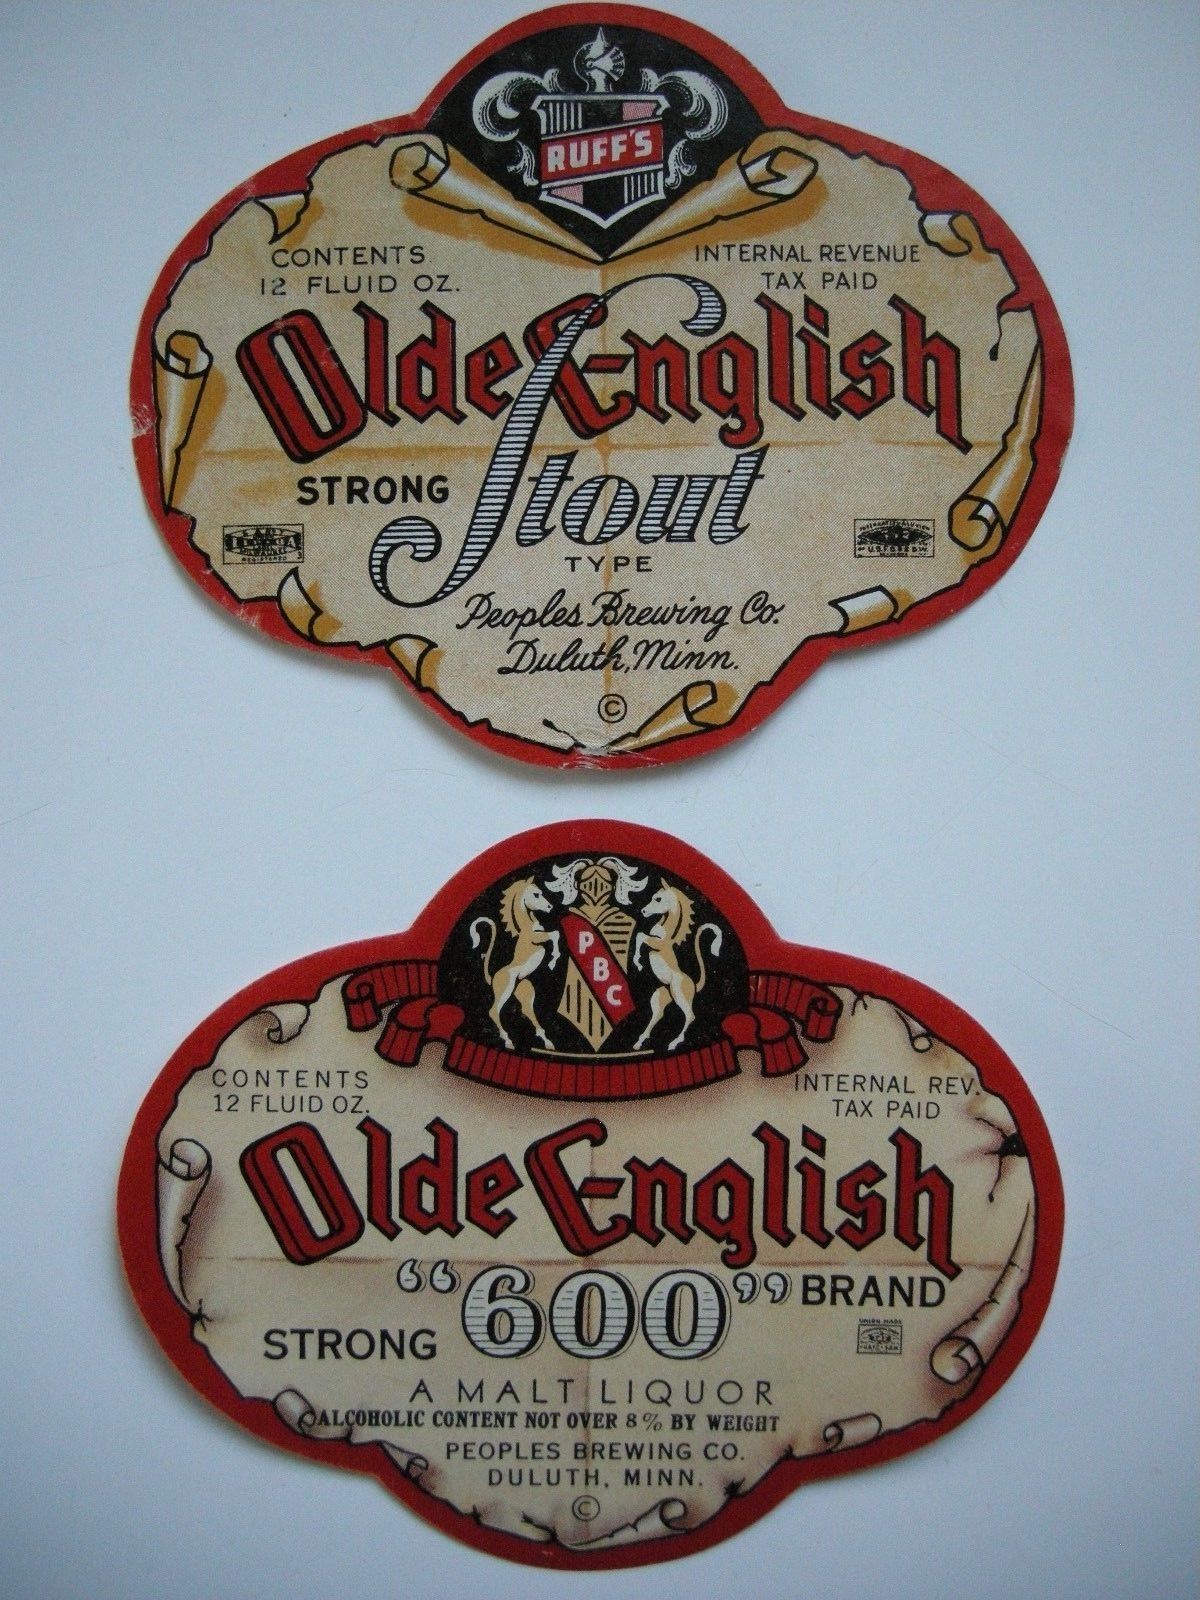 RUFF'S
CONTENTS
12 FLUID OZ.
INTERNAL REVENUE
TAX PAID
Olde English
STRONG Stout
TYPE
Peoples Brewing Co.
Duluth, Minn.
©
PBC
CONTENTS
12 FLUID OZ.
INTERNAL REV.
TAX PAID
Olde English
"600" BRAND
STRONG
UNION MADE
A MALT LIQUOR
ALCOHOLIC CONTENT NOT OVER 8% BY WEIGHT
PEOPLES BREWING CO.
DULUTH, MINN.
©